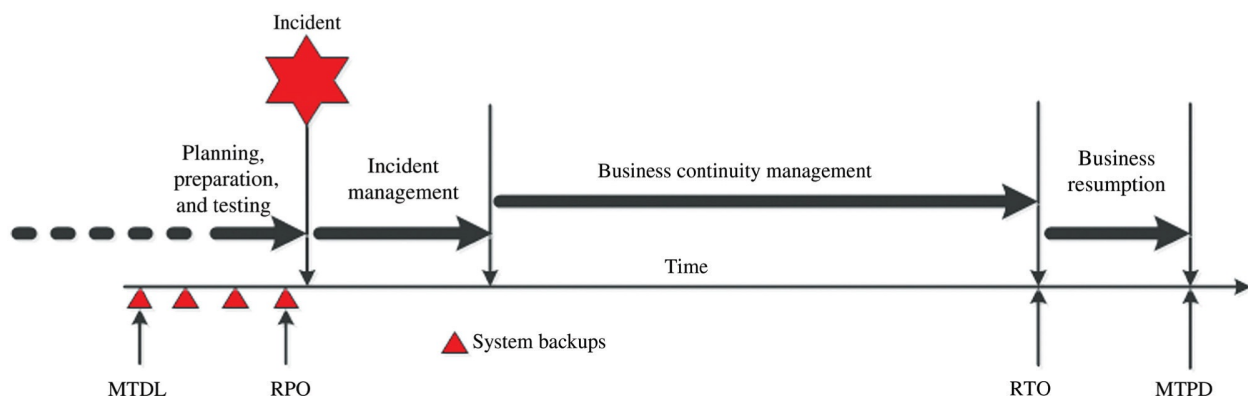 Incident
Planning,
preparation,
and testing
Incident
management
Business continuity management
Business
resumption
Time
System backups
MTDL
RPO
RTO
MTPD